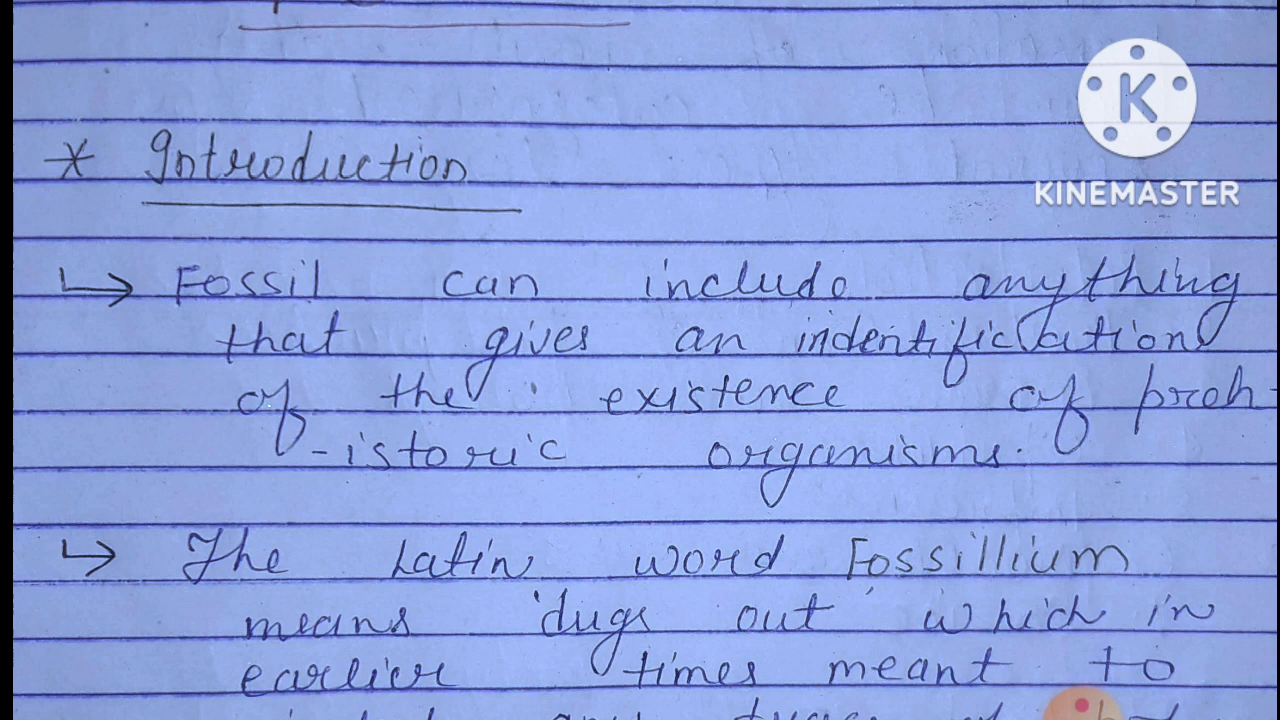 * Introduction
K
KINEMASTER
↳ Fossil can include anything
that gives an indentification
of the existence of preh-
-istoric organisms.
↳ The Latin word Fossillium
means 'dugs out' which in
earlier times meant to